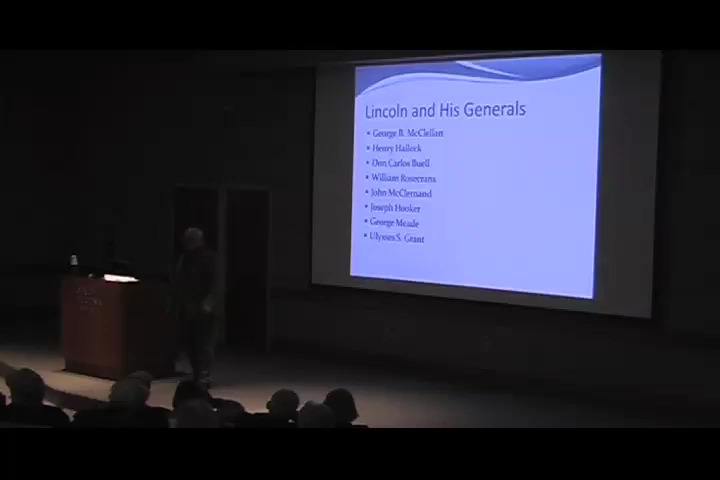 Lincoln and His Generals
• George B. McClellan
• Henry Halleck
• Don Carlos Buell
• William Rosecrans
• John McClernand
• Joseph Hooker
• George Meade
• Ulysses S. Grant